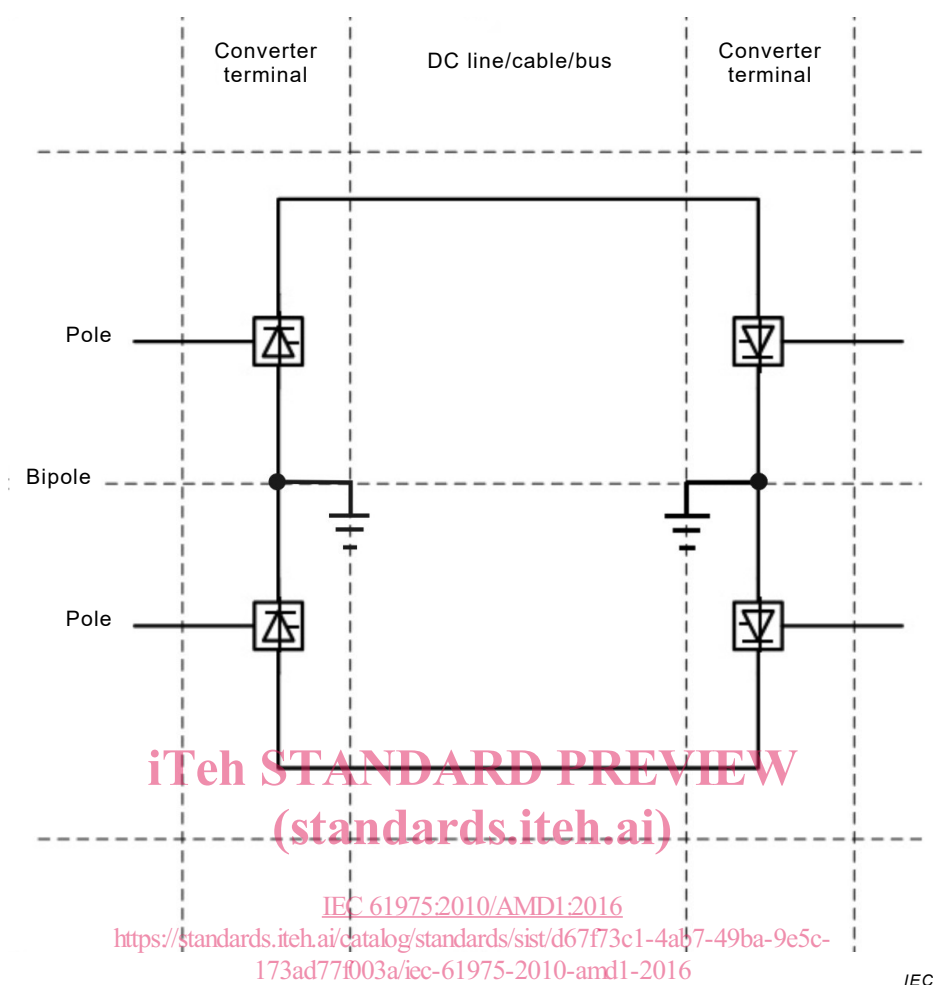 Converter
terminal
DC line/cable/bus
Converter
terminal
Pole
Bipole
Pole
iTeh STANDARD PREVIEW
(standards.iteh.ai)
IEC 61975:2010/AMD1:2016
https://standards.iteh.ai/catalog/standards/sist/d67f73c1-4ab7-49ba-9e5c-
173ad77f003a/iec-61975-2010-amd1-2016
IEC